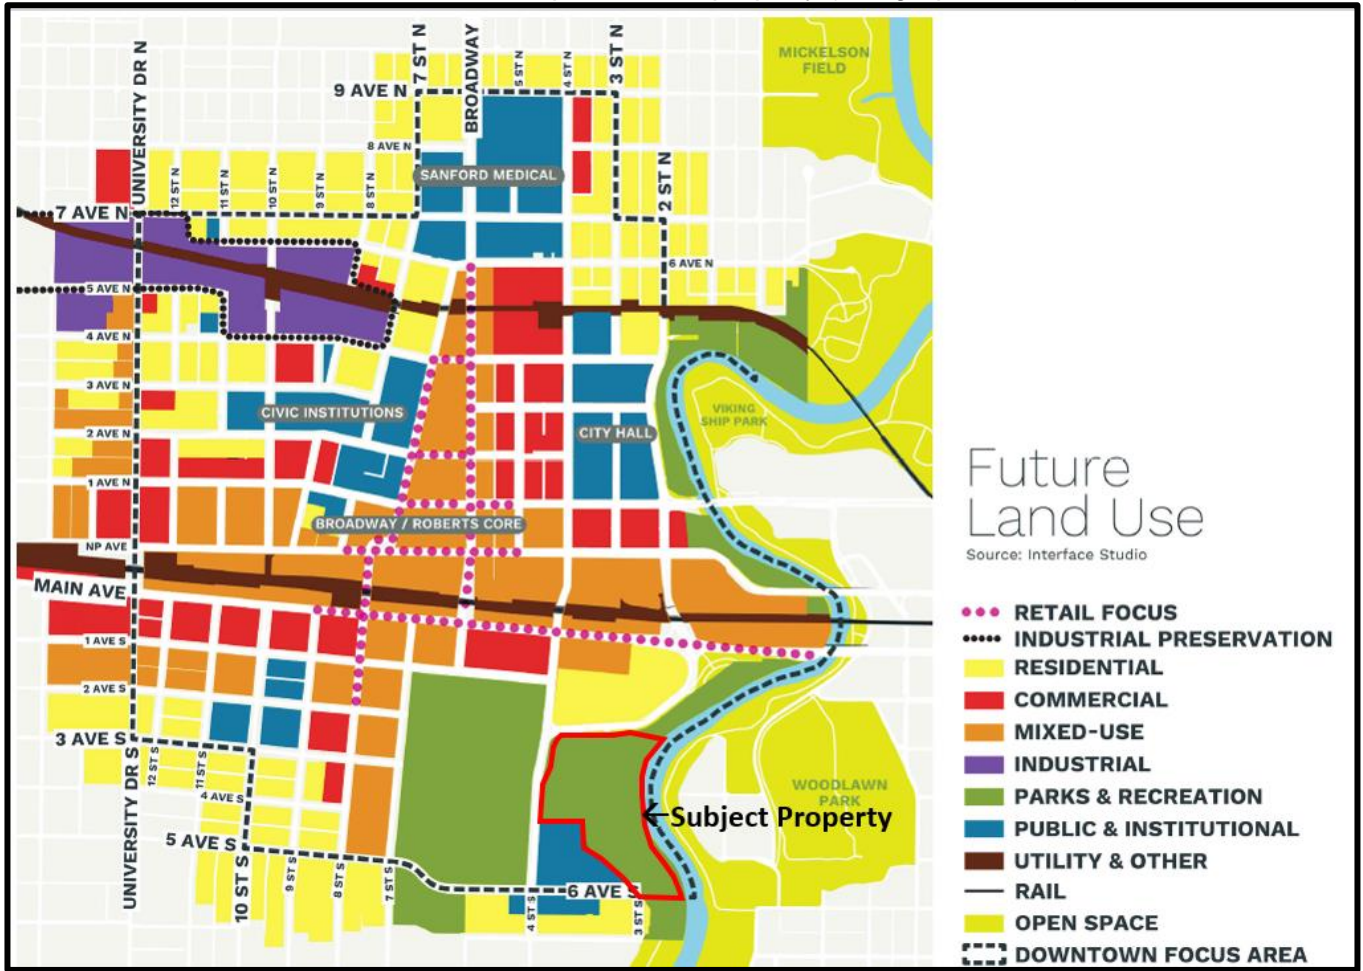 MICKELSON
FIELD
UNIVERSITY DR N
7 ST N
BROADWAY
5 ST N
4 ST N
3 ST N
9 AVE N
8 AVE N
SANFORD MEDICAL
12 ST N
11 ST N
10 ST N
9 ST N
8 ST N
2 ST N
7 AVE N
6 AVE N
5 AVE N
4 AVE N
3 AVE N
CIVIC INSTITUTIONS
VIKING
SHIP PARK
2 AVE N
CITY HALL
1 AVE N
BROADWAY / ROBERTS CORE
NP AVE
MAIN AVE
1 AVE S
2 AVE S
3 AVE S
UNIVERSITY DR S
12 ST S
11 ST S
4 AVE S
WOODLAWN
PARK
←Subject Property
5 AVE S
10 ST S
9 ST S
8 ST S
7 ST S
6 AVE S
4 ST S
3 ST S
Future
Land Use
Source: Interface Studio
RETAIL FOCUS
INDUSTRIAL PRESERVATION
RESIDENTIAL
COMMERCIAL
MIXED-USE
INDUSTRIAL
PARKS & RECREATION
PUBLIC & INSTITUTIONAL
UTILITY & OTHER
RAIL
OPEN SPACE
DOWNTOWN FOCUS AREA